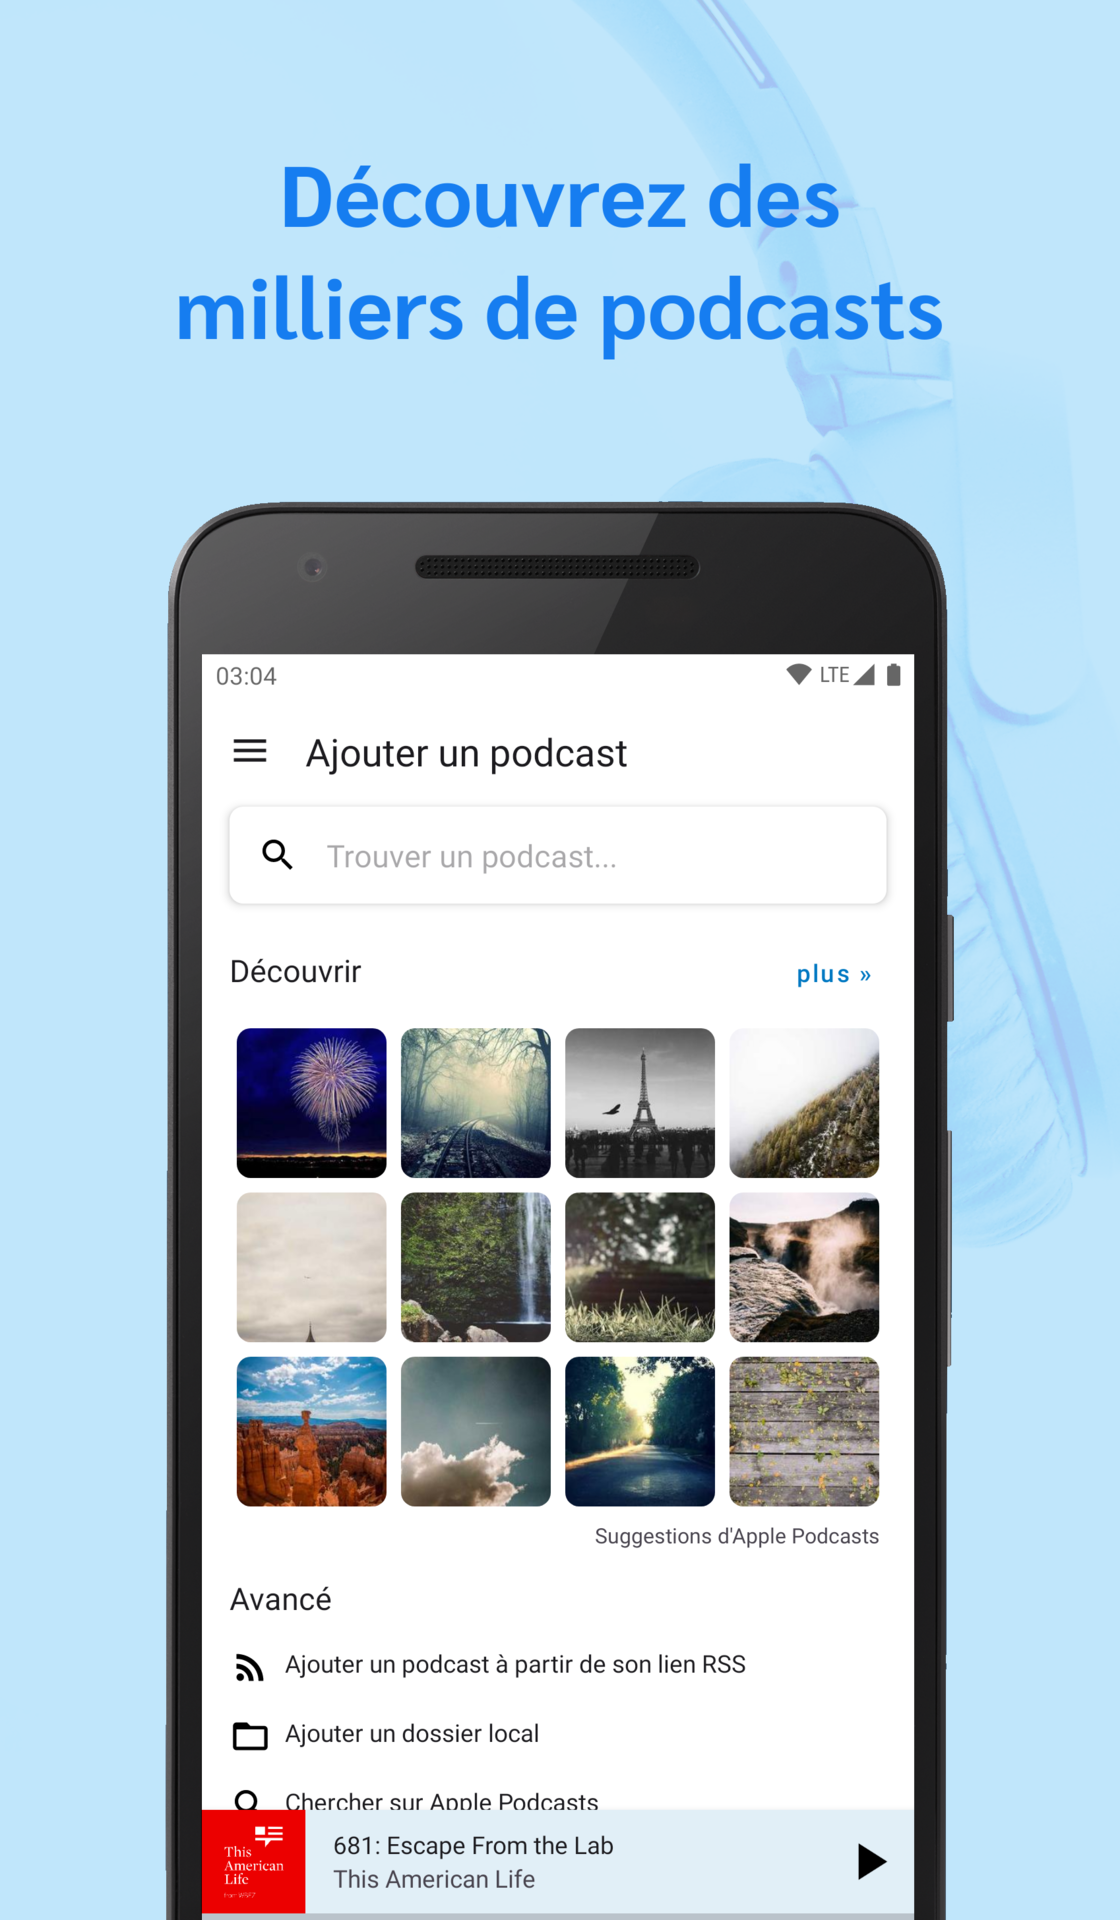 Découvrez des
milliers de podcasts
03:04
LTE
Ajouter un podcast
Trouver un podcast...
Découvrir
plus »
Suggestions d'Apple Podcasts
Avancé
Ajouter un podcast à partir de son lien RSS
Ajouter un dossier local
Chercher sur Apple Podcasts
This
American
Life
681: Escape From the Lab
This American Life